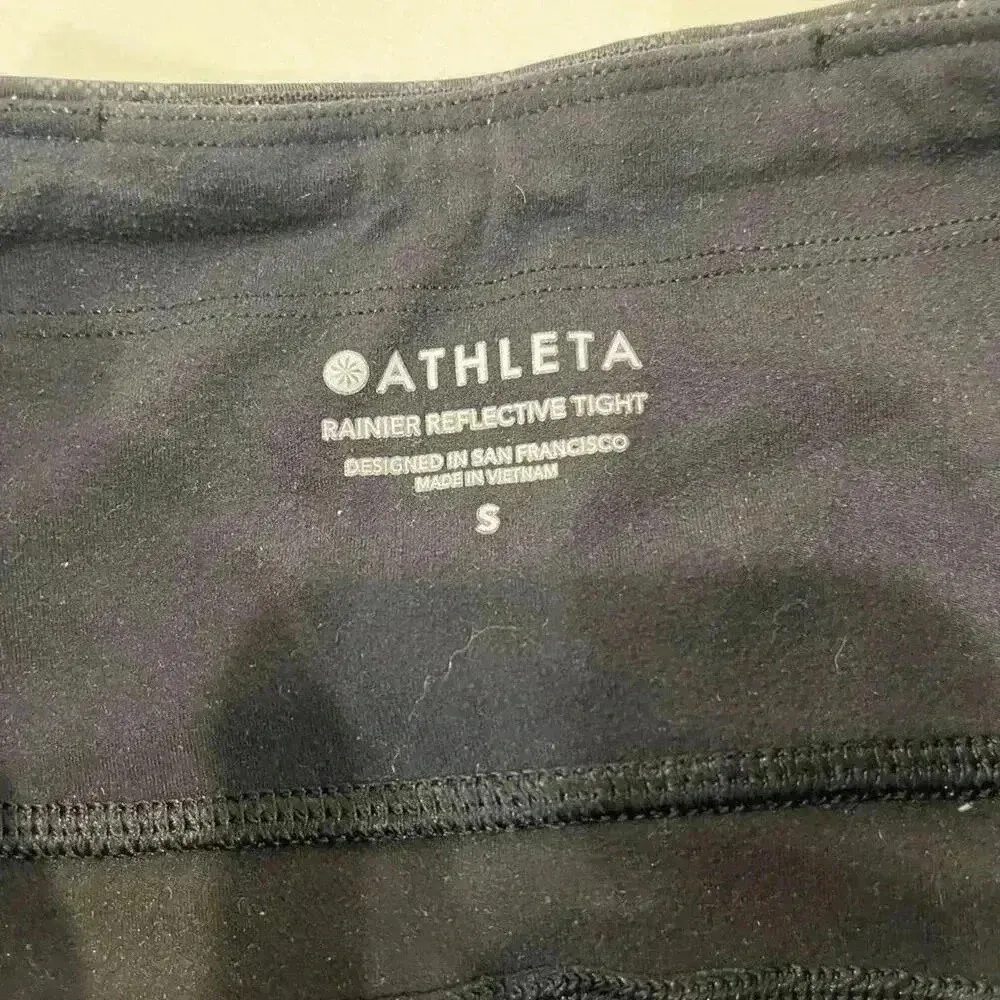 ATHLETA
RAINIER REFLECTIVE TIGHT
DESIGNED IN SAN FRANCISCO
MADE IN VIETNAM
S